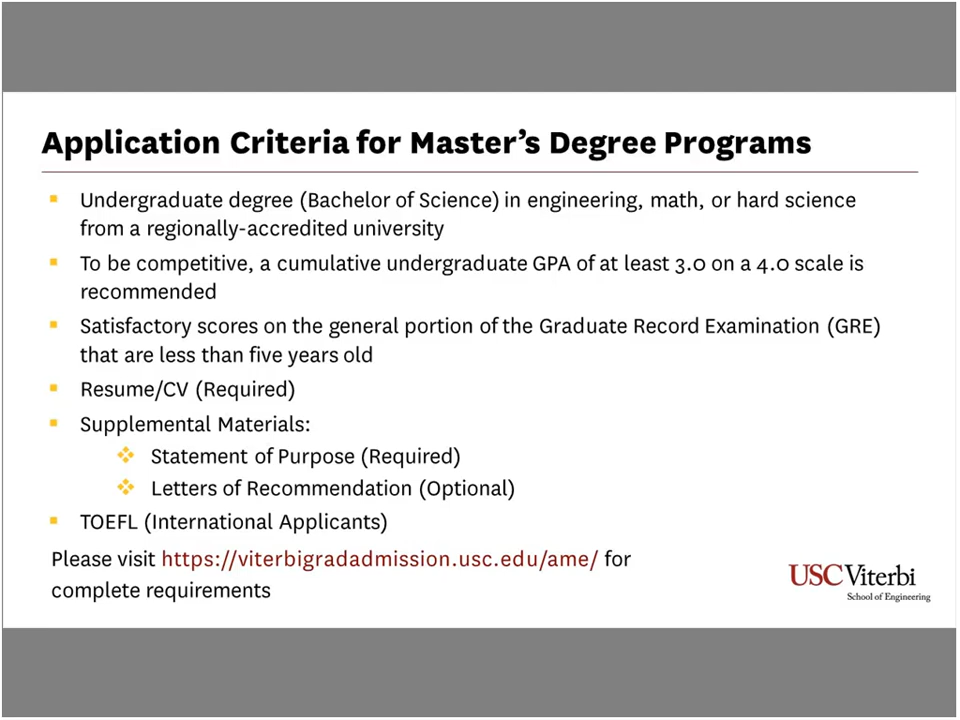 Application Criteria for Master's Degree Programs
Undergraduate degree (Bachelor of Science) in engineering, math, or hard science
from a regionally-accredited university
To be competitive, a cumulative undergraduate GPA of at least 3.0 on a 4.0 scale is
recommended
Satisfactory scores on the general portion of the Graduate Record Examination (GRE)
that are less than five years old
Resume/CV (Required)
Supplemental Materials:
Statement of Purpose (Required)
Letters of Recommendation (Optional)
TOEFL (International Applicants)
Please visit https://viterbigradadmission.usc.edu/ame/ for
complete requirements
USC Viterbi
School of Engineering